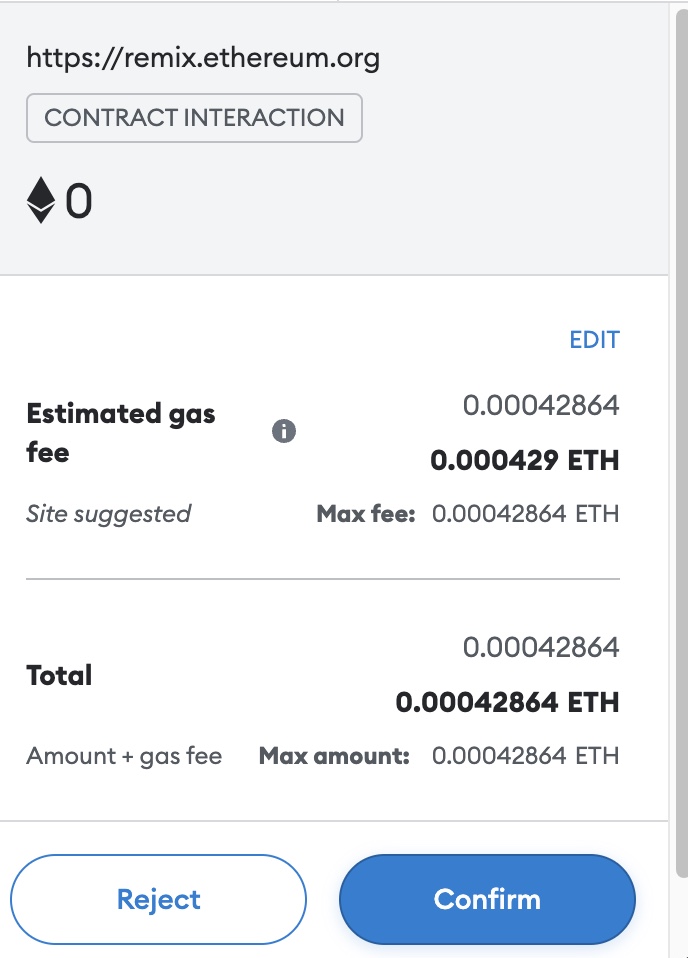 https://remix.ethereum.org
CONTRACT INTERACTION
0
EDIT
Estimated gas fee
0.00042864
0.000429 ETH
Site suggested
Max fee: 0.00042864 ETH
Total
0.00042864
0.00042864 ETH
Amount + gas fee
Max amount: 0.00042864 ETH
Reject
Confirm